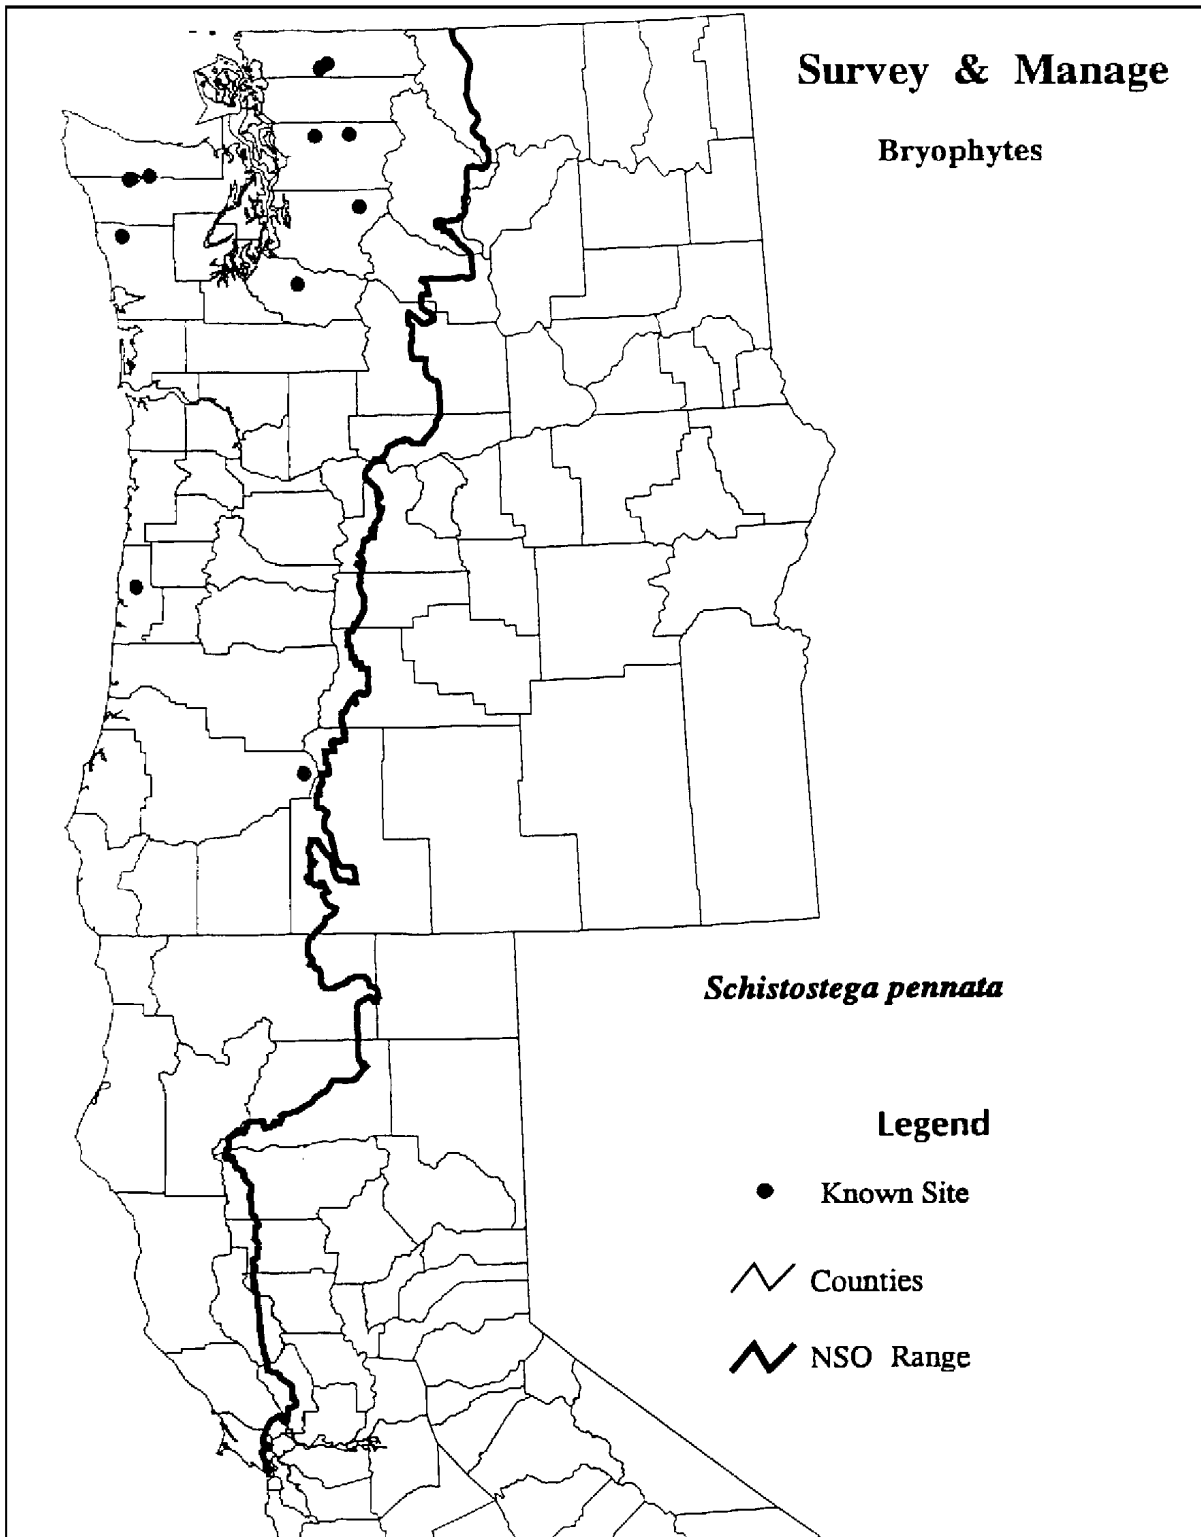 Survey & Manage
Bryophytes
Schistostega pennata
Legend
Known Site
Counties
NSO Range